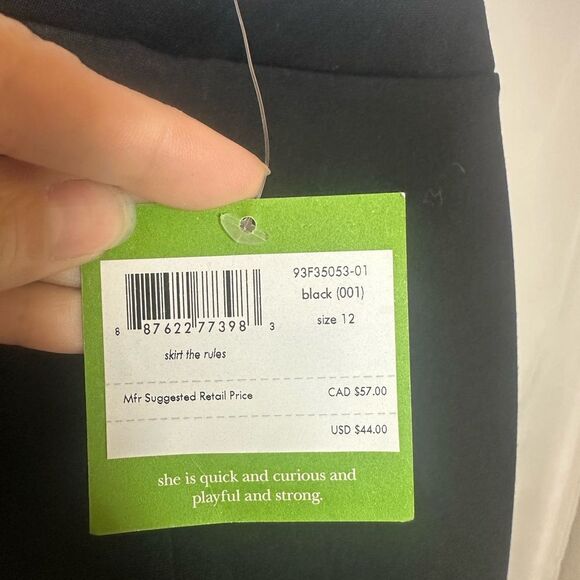 93F35053-01
black (001)
size 12
8 87622 77398 3
skirt the rules
Mfr Suggested Retail Price CAD $57.00
USD $44.00
she is quick and curious and
playful and strong.